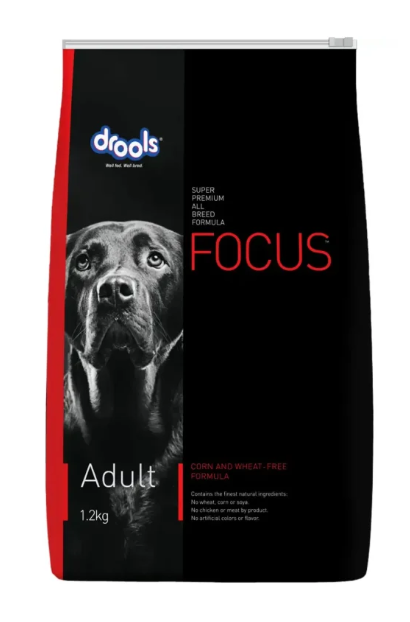 drools
Well fed. Well bred.
SUPER
PREMIUM
ALL
BREED
FORMULA
FOCUS™
Adult
1.2kg
CORN AND WHEAT-FREE
FORMULA
Contains the finest natural ingredients:
No wheat, corn or soya.
No chicken or meat by product.
No artificial colors or flavor.